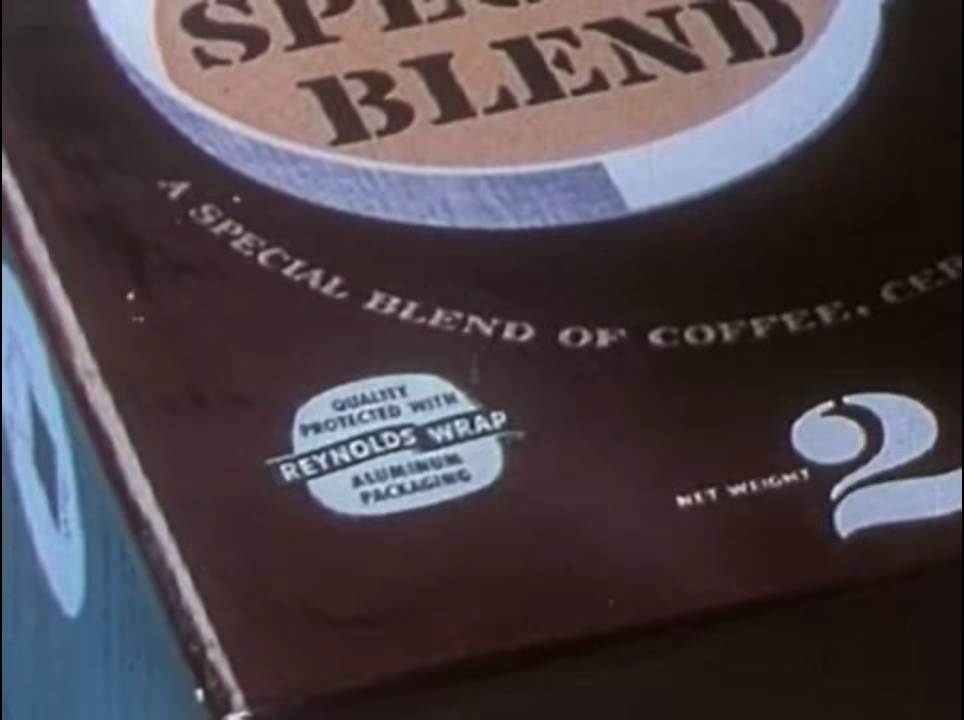 BLEND
A SPECIAL BLEND OF COFFEE,
QUALITY
PROTECTED WITH
REYNOLDS WRAP
ALUMINUM
PACKAGING
NET WEIGHT 2